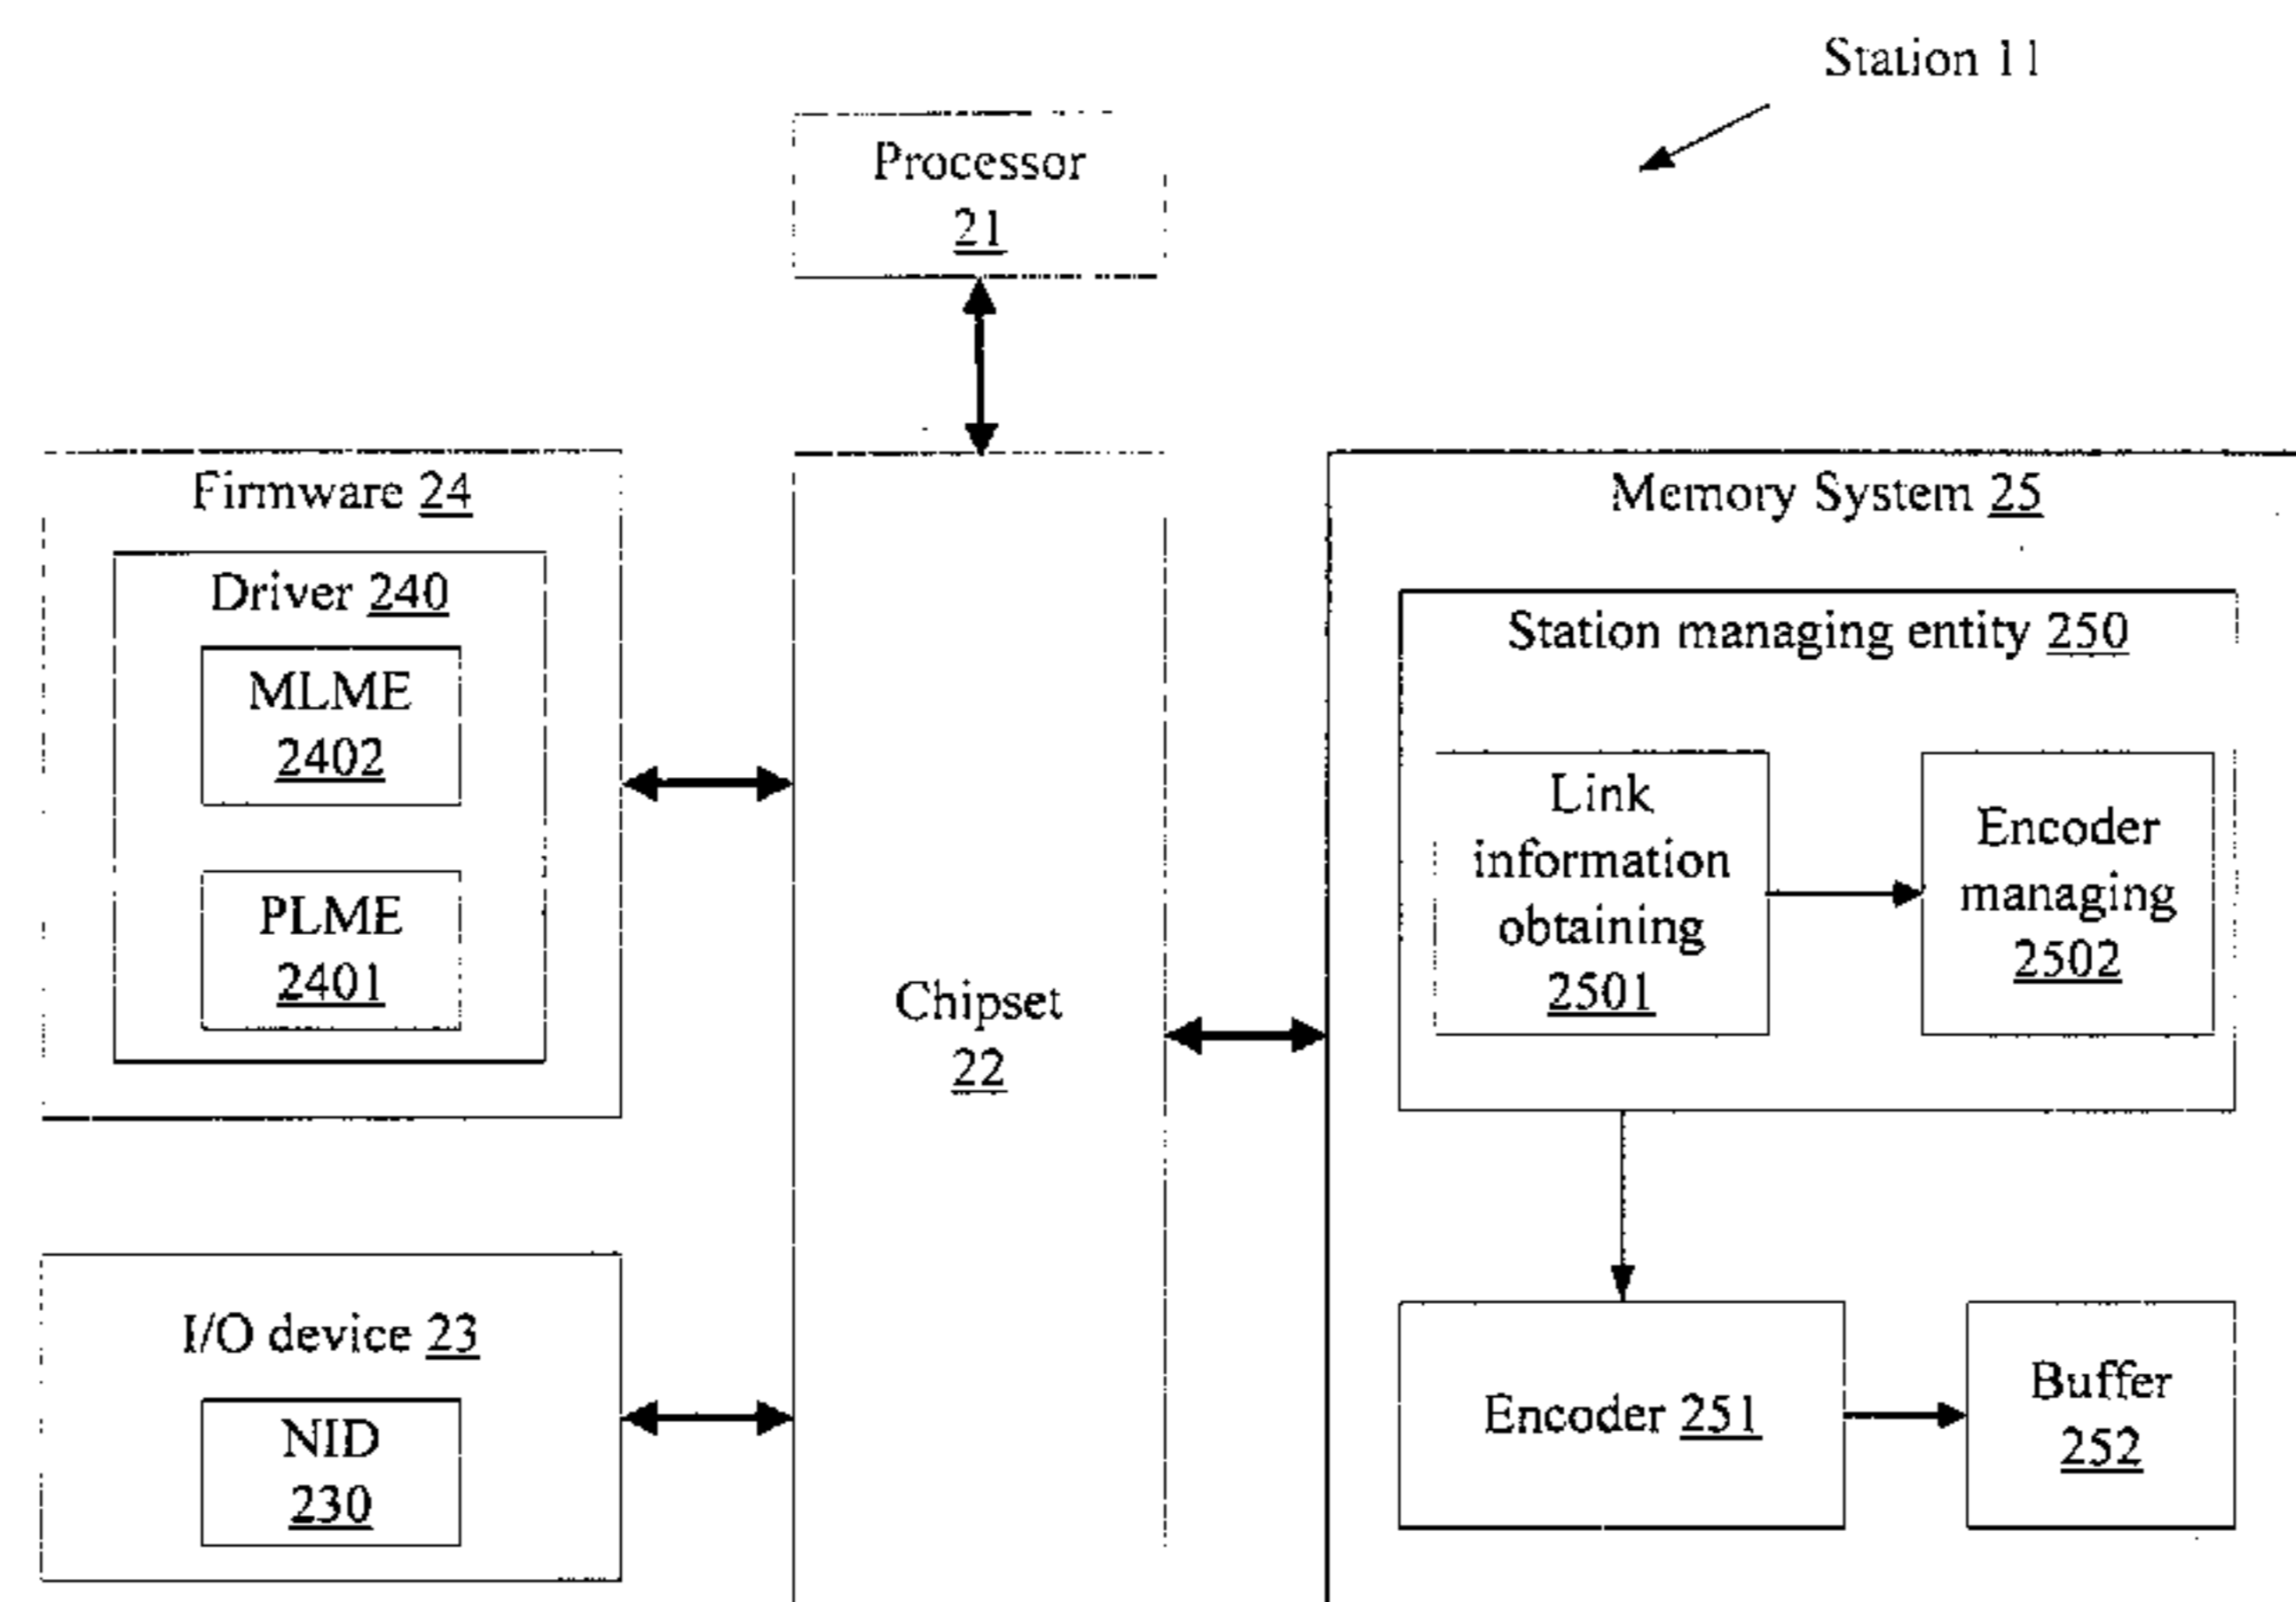 Station 11
Processor
21
Firmware 24
Driver 240
MLME
2402
PLME
2401
I/O device 23
NID
230
Chipset
22
Memory System 25
Station managing entity 250
Link
information
obtaining
2501
Encoder
managing
2502
Encoder 251
Buffer
252